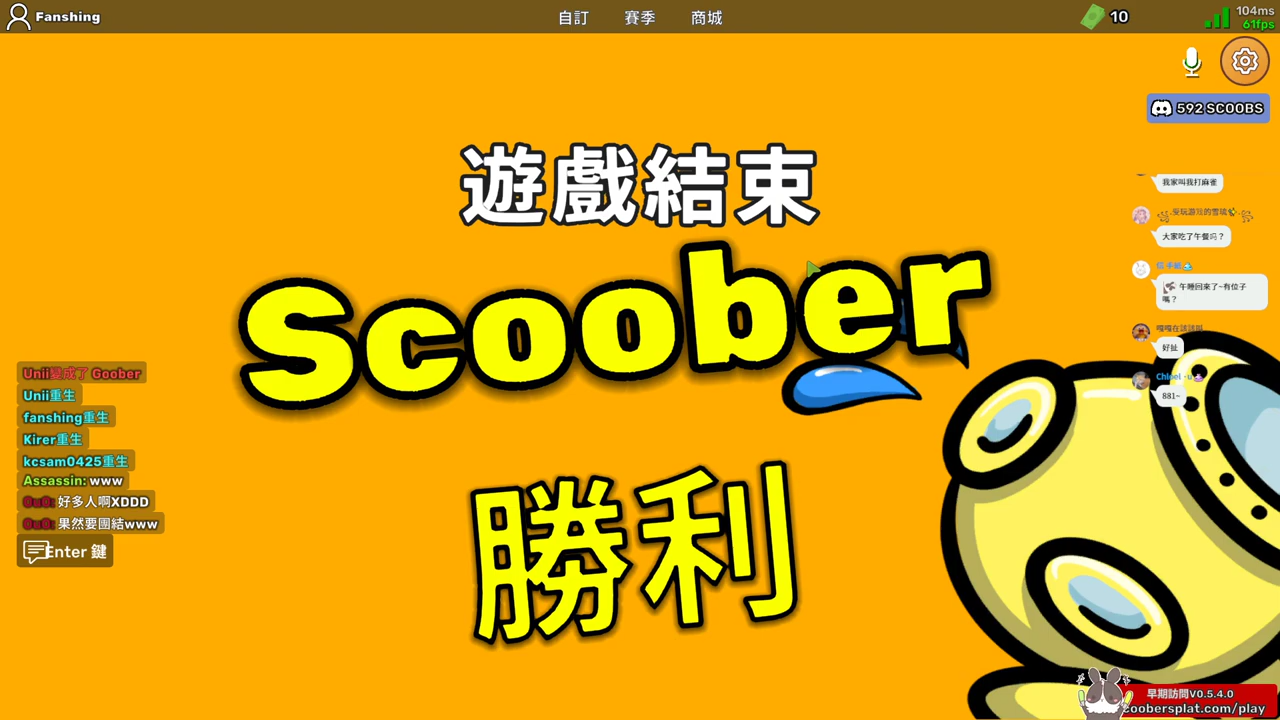 Fanshing
自訂 賽季 商城
10
104ms
61fps
592 SCOOBS
遊戲結束
Scoober
勝利
我家叫我打麻雀
大家吃了午餐吗？
午睡回來了~有位子
嗎？
好扯
Chloel
881~
Unii變成了 Goober
Unii重生
fanshing重生
Kirer重生
kcsam0425重生
Assassin: www
OuO: 好多人啊XDDD
OuO: 果然要團結www
Enter 鍵
早期訪問V0.5.4.0
coobersplat.com/play